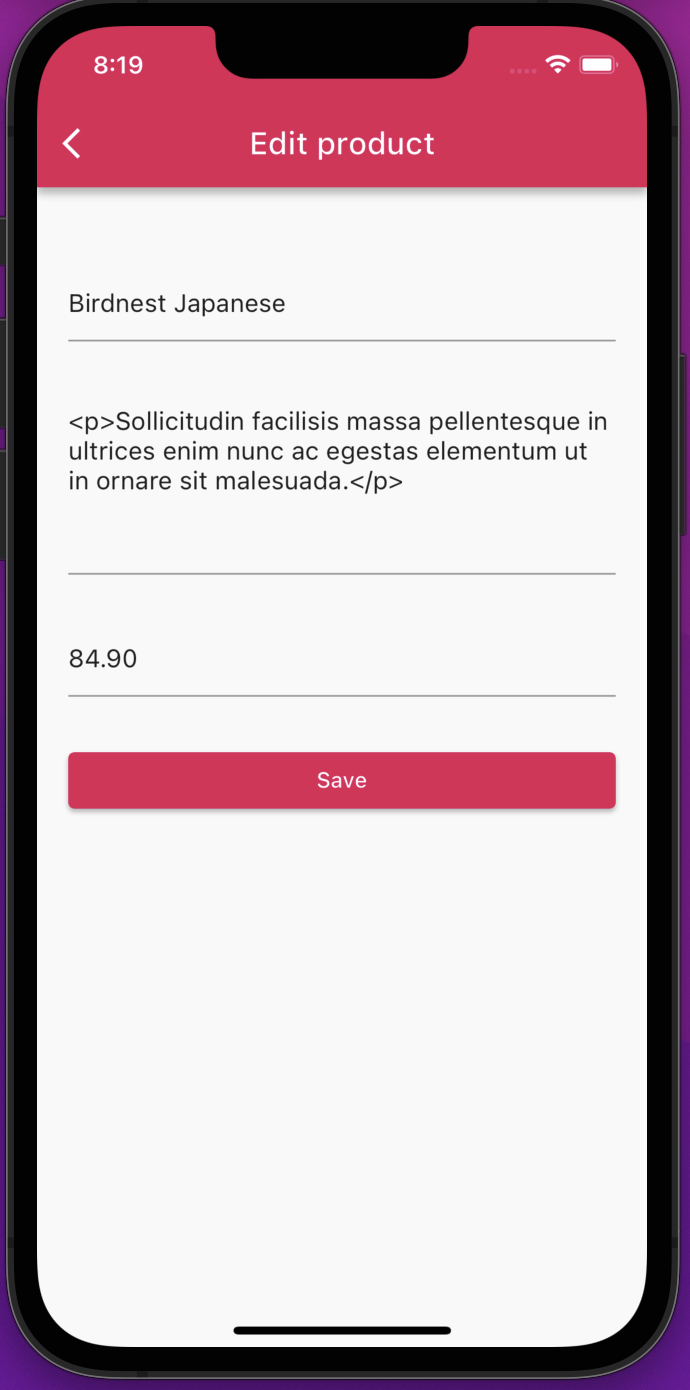 8:19
Edit product
Birdnest Japanese
<p>Sollicitudin facilisis massa pellentesque in
ultrices enim nunc ac egestas elementum ut
in ornare sit malesuada.</p>
84.90
Save